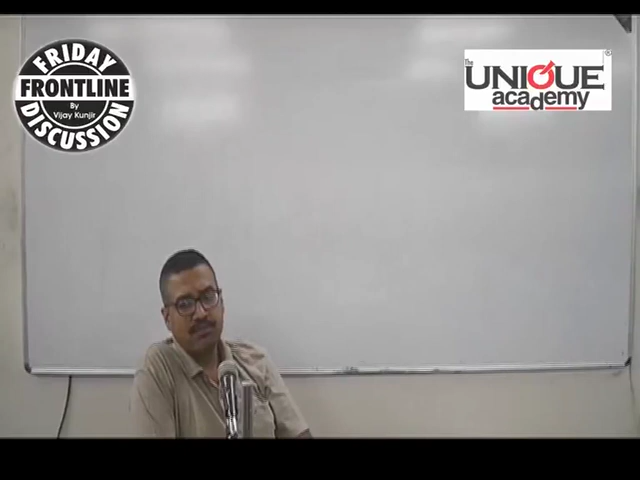 FRIDAY
FRONTLINE
By
Vijay Kunjir
DISCUSSION
The
UNIQUE
academy
®